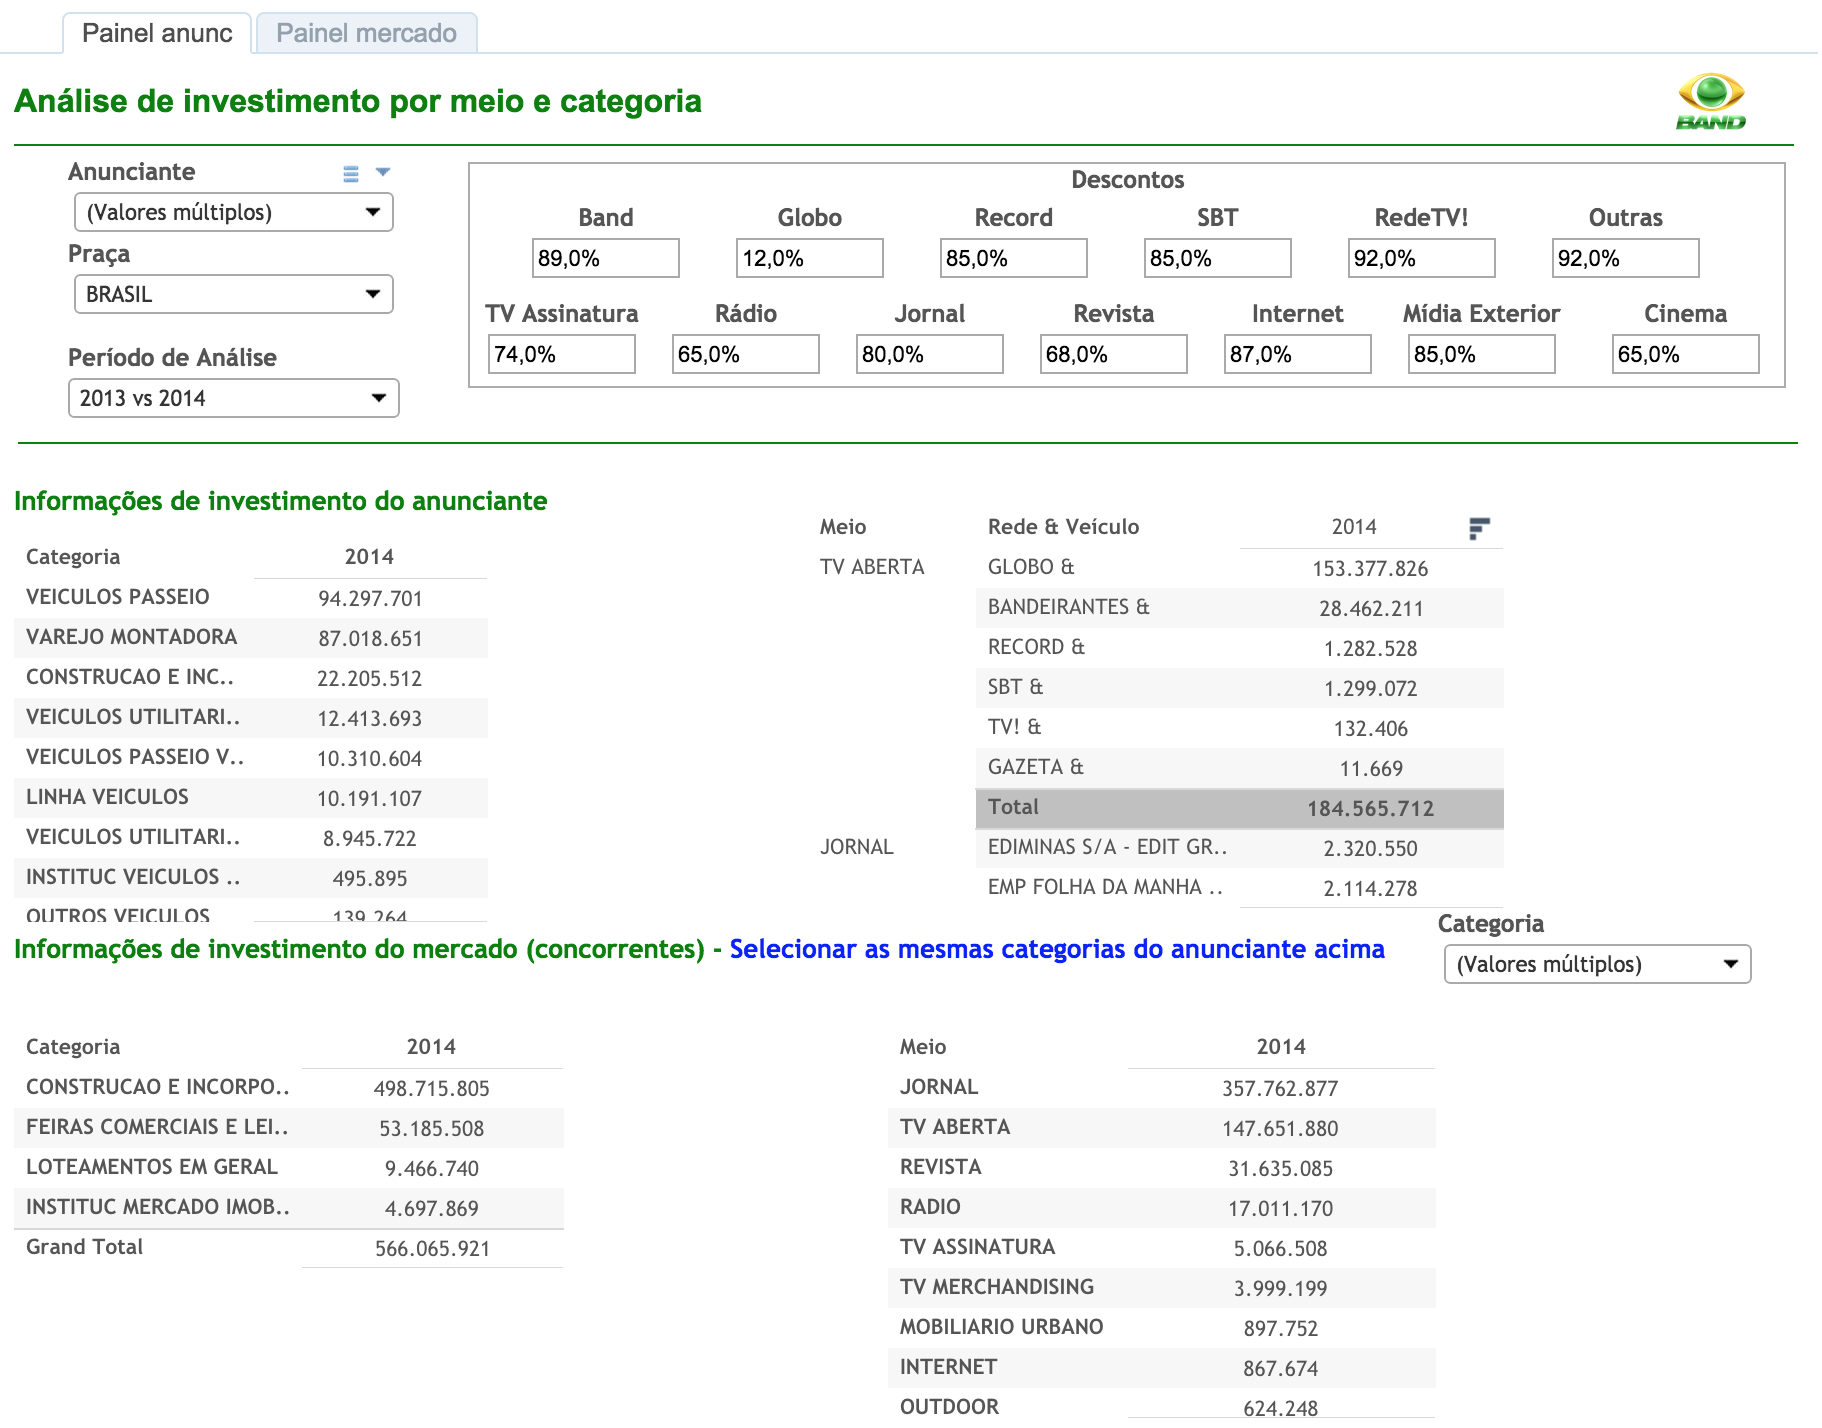 Painel anunc
Painel mercado
Análise de investimento por meio e categoria
BAND
Anunciante
(Valores múltiplos)
Praça
BRASIL
Período de Análise
2013 vs 2014
Descontos
Band Globo Record SBT RedeTV! Outras
89,0% 12,0% 85,0% 85,0% 92,0% 92,0%
TV Assinatura Rádio Jornal Revista Internet Mídia Exterior Cinema
74,0% 65,0% 80,0% 68,0% 87,0% 85,0% 65,0%
Informações de investimento do anunciante
Categoria 2014
VEICULOS PASSEIO 94.297.701
VAREJO MONTADORA 87.018.651
CONSTRUCAO E INC.. 22.205.512
VEICULOS UTILITARI.. 12.413.693
VEICULOS PASSEIO V.. 10.310.604
LINHA VEICULOS 10.191.107
VEICULOS UTILITARI.. 8.945.722
INSTITUC VEICULOS .. 495.895
OUTROS VEICULOS 139.264
Meio Rede & Veículo 2014
TV ABERTA GLOBO & 153.377.826
BANDEIRANTES & 28.462.211
RECORD & 1.282.528
SBT & 1.299.072
TV! & 132.406
GAZETA & 11.669
Total 184.565.712
JORNAL EDIMINAS S/A - EDIT GR.. 2.320.550
EMP FOLHA DA MANHA .. 2.114.278
Informações de investimento do mercado (concorrentes) - Selecionar as mesmas categorias do anunciante acima
Categoria
(Valores múltiplos)
Categoria 2014
CONSTRUCAO E INCORPO.. 498.715.805
FEIRAS COMERCIAIS E LEI.. 53.185.508
LOTEAMENTOS EM GERAL 9.466.740
INSTITUC MERCADO IMOB.. 4.697.869
Grand Total 566.065.921
Meio 2014
JORNAL 357.762.877
TV ABERTA 147.651.880
REVISTA 31.635.085
RADIO 17.011.170
TV ASSINATURA 5.066.508
TV MERCHANDISING 3.999.199
MOBILIARIO URBANO 897.752
INTERNET 867.674
OUTDOOR 624.248